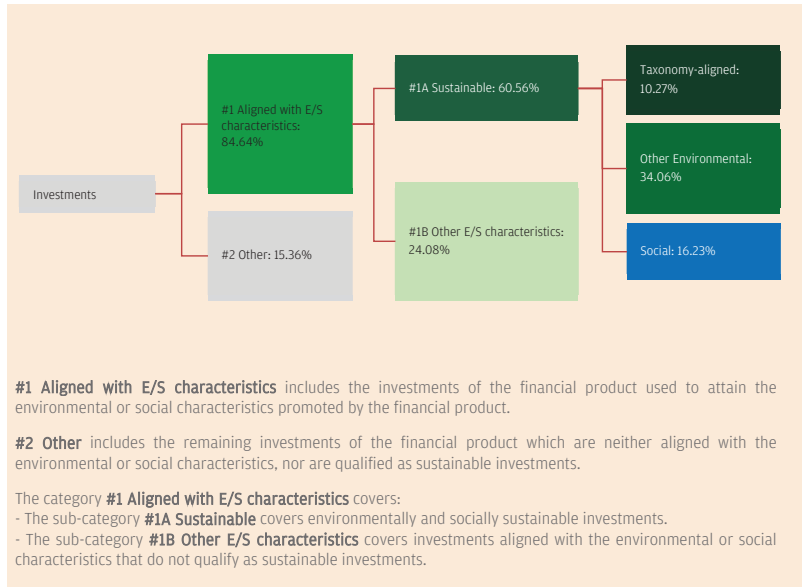 Investments
#1 Aligned with E/S
characteristics:
84.64%
#2 Other: 15.36%
#1A Sustainable: 60.56%
#1B Other E/S characteristics:
24.08%
Taxonomy-aligned:
10.27%
Other Environmental:
34.06%
Social: 16.23%
#1 Aligned with E/S characteristics includes the investments of the financial product used to attain the
environmental or social characteristics promoted by the financial product.
#2 Other includes the remaining investments of the financial product which are neither aligned with the
environmental or social characteristics, nor are qualified as sustainable investments.
The category #1 Aligned with E/S characteristics covers:
- The sub-category #1A Sustainable covers environmentally and socially sustainable investments.
- The sub-category #1B Other E/S characteristics covers investments aligned with the environmental or social
characteristics that do not qualify as sustainable investments.